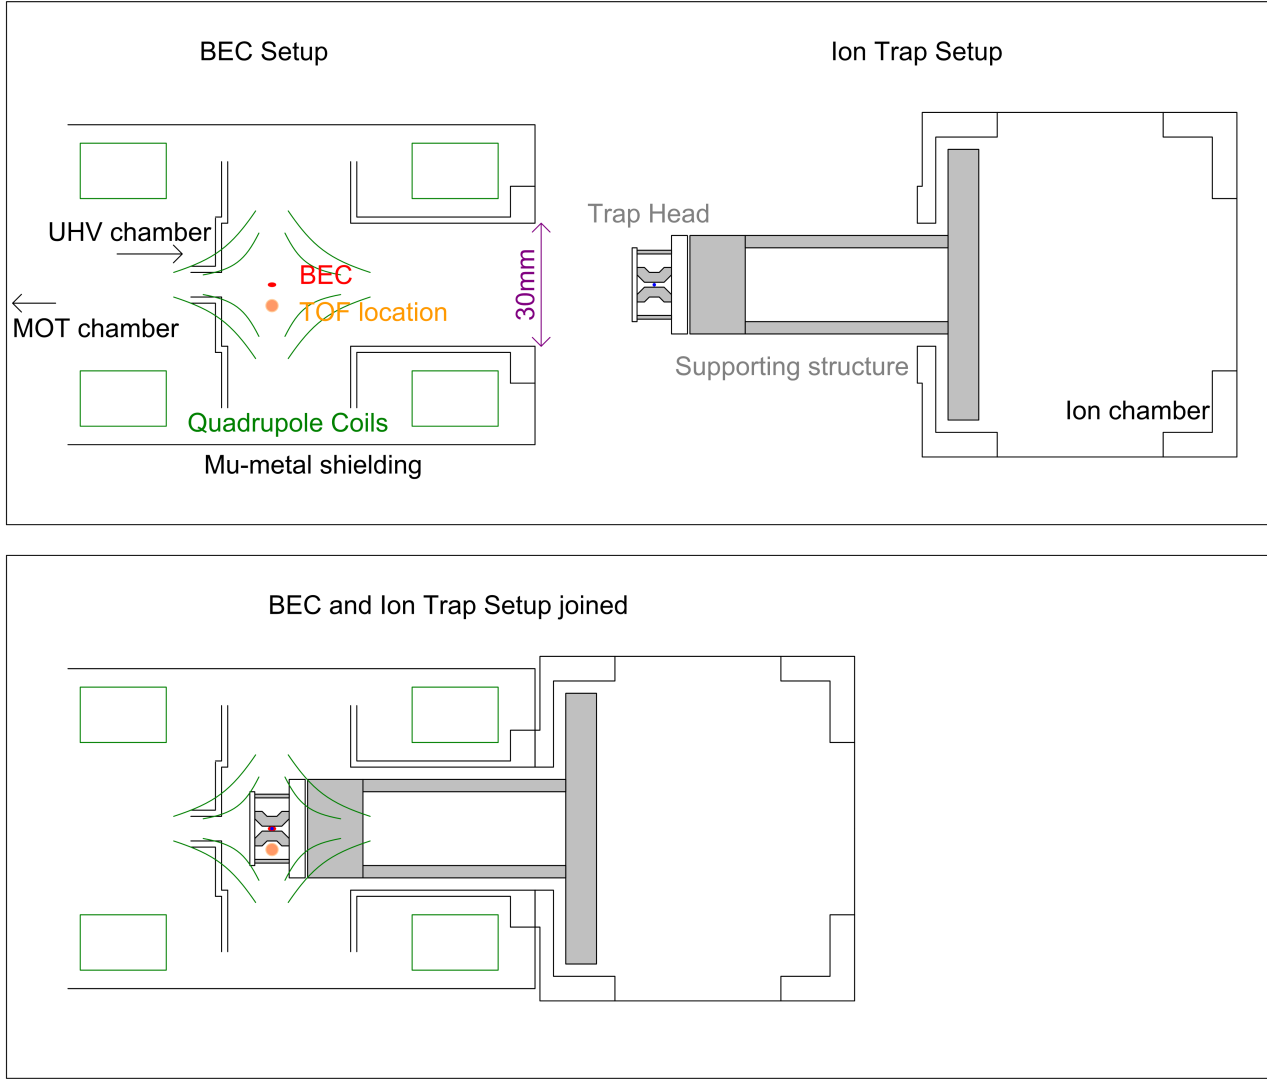 BEC Setup
Ion Trap Setup
UHV chamber
MOT chamber
BEC
TOF location
30mm
Quadrupole Coils
Mu-metal shielding
Trap Head
Supporting structure
Ion chamber
BEC and Ion Trap Setup joined